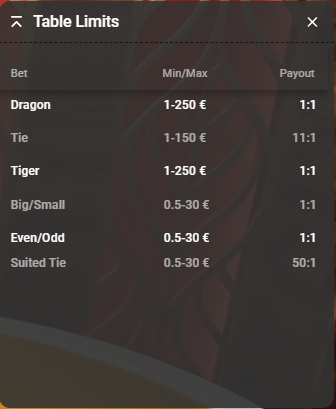 Table Limits
Bet Min/Max Payout
Dragon 1-250 € 1:1
Tie 1-150 € 11:1
Tiger 1-250 € 1:1
Big/Small 0.5-30 € 1:1
Even/Odd 0.5-30 € 1:1
Suited Tie 0.5-30 € 50:1